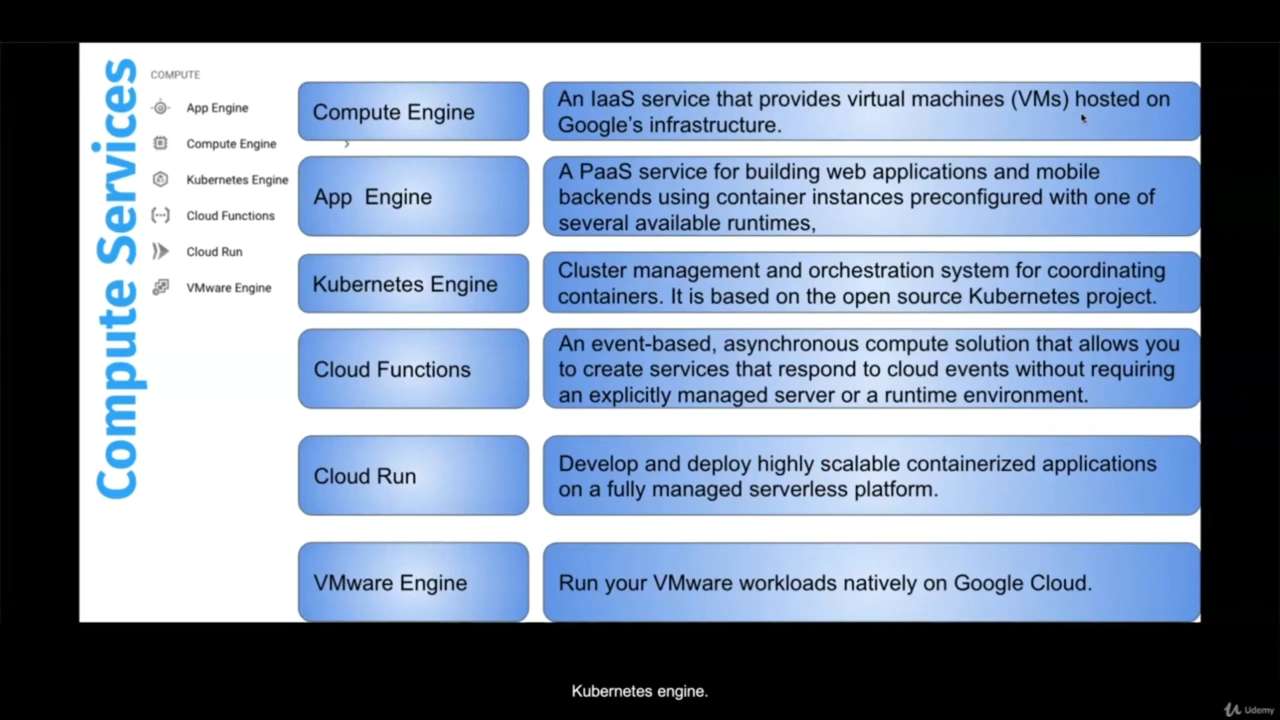 Compute Services
COMPUTE
App Engine
Compute Engine
Kubernetes Engine
Cloud Functions
Cloud Run
VMware Engine
Compute Engine
An IaaS service that provides virtual machines (VMs) hosted on
Google's infrastructure.
App Engine
A PaaS service for building web applications and mobile
backends using container instances preconfigured with one of
several available runtimes,
Kubernetes Engine
Cluster management and orchestration system for coordinating
containers. It is based on the open source Kubernetes project.
Cloud Functions
An event-based, asynchronous compute solution that allows you
to create services that respond to cloud events without requiring
an explicitly managed server or a runtime environment.
Cloud Run
Develop and deploy highly scalable containerized applications
on a fully managed serverless platform.
VMware Engine
Run your VMware workloads natively on Google Cloud.
Kubernetes engine.
Udemy